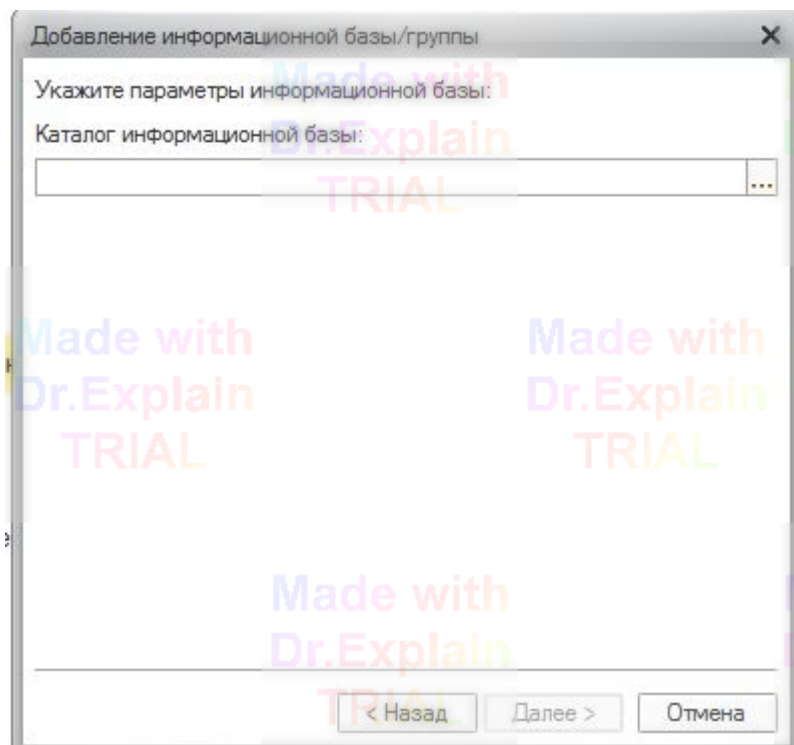 Добавление информационной базы/группы
Укажите параметры информационной базы:
Каталог информационной базы:
...
Made with
Dr.Explain
TRIAL
Made with
Dr.Explain
TRIAL
Made with
Dr.Explain
TRIAL
Made with
Dr.Explain
TRIAL
< Назад
Далее >
Отмена